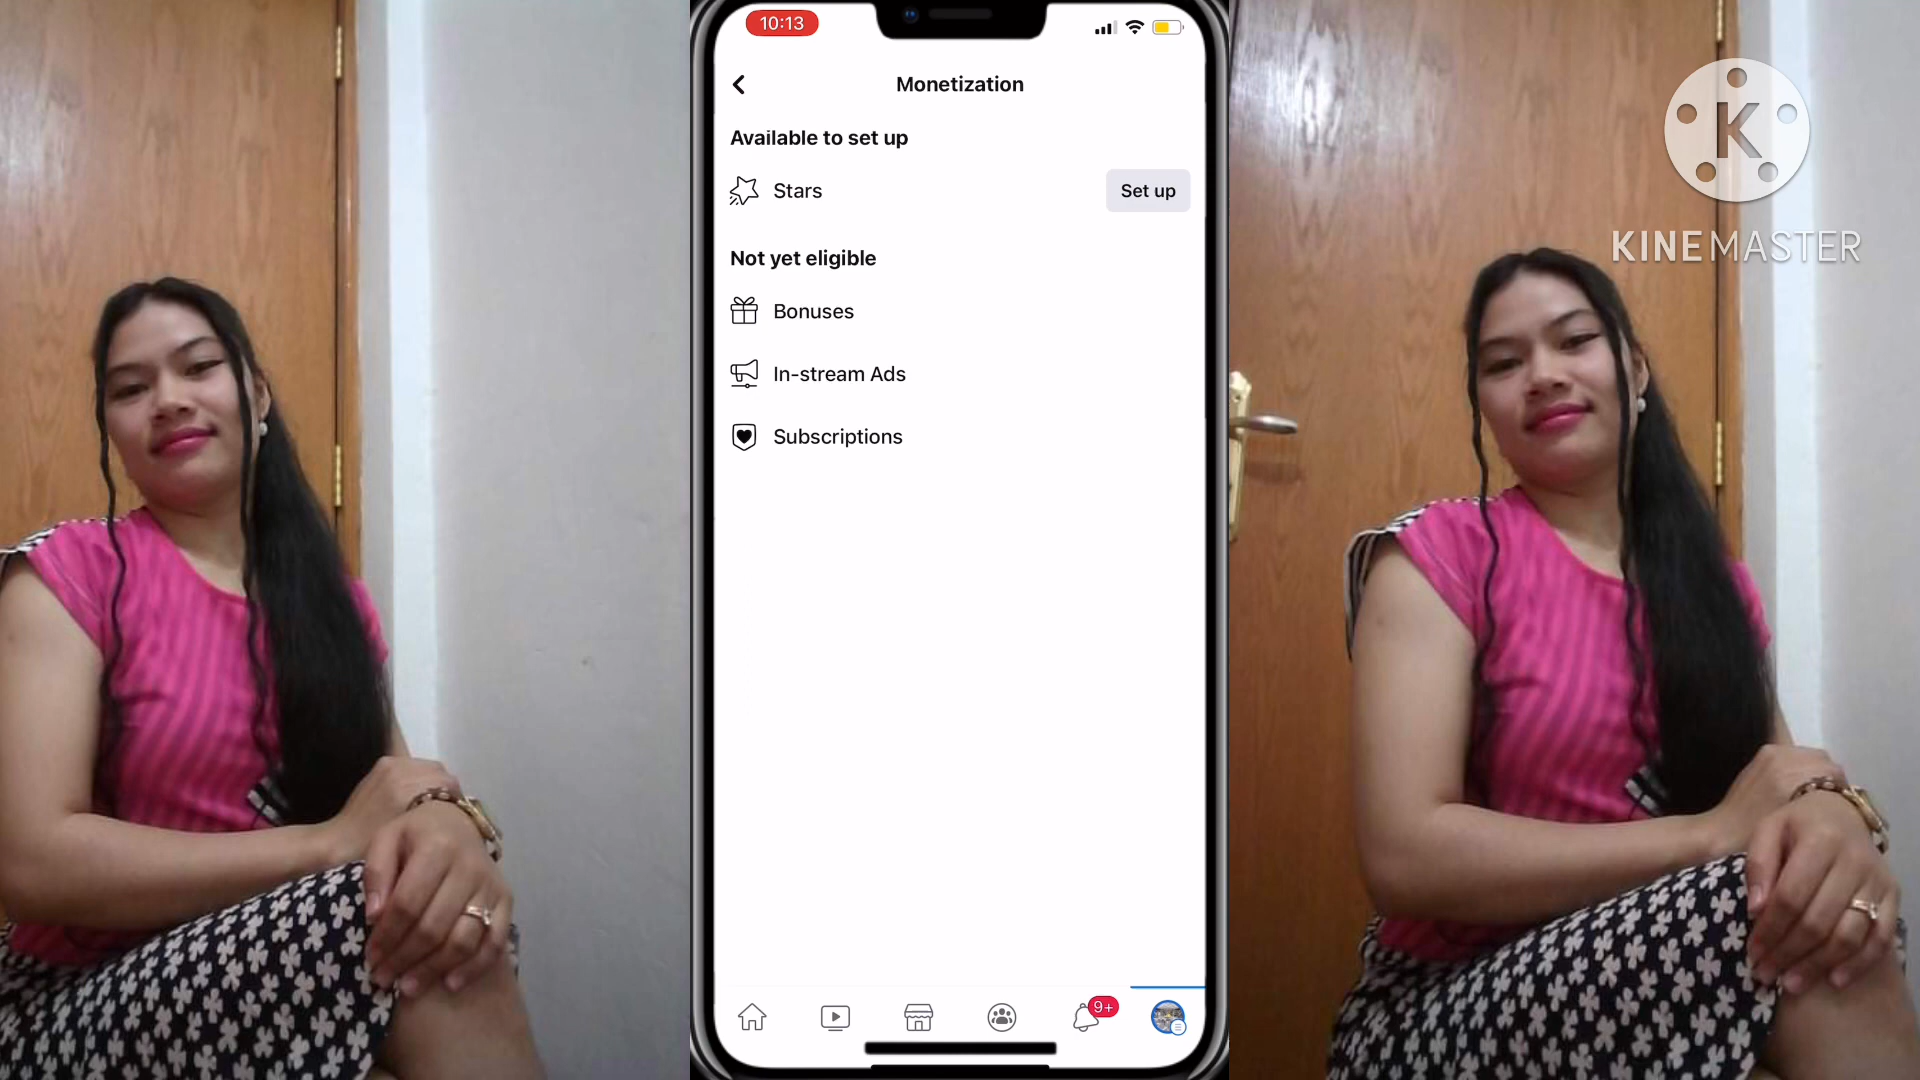 10:13
Monetization
Available to set up
Stars
Set up
Not yet eligible
Bonuses
In-stream Ads
Subscriptions
9+
K
KINEMASTER